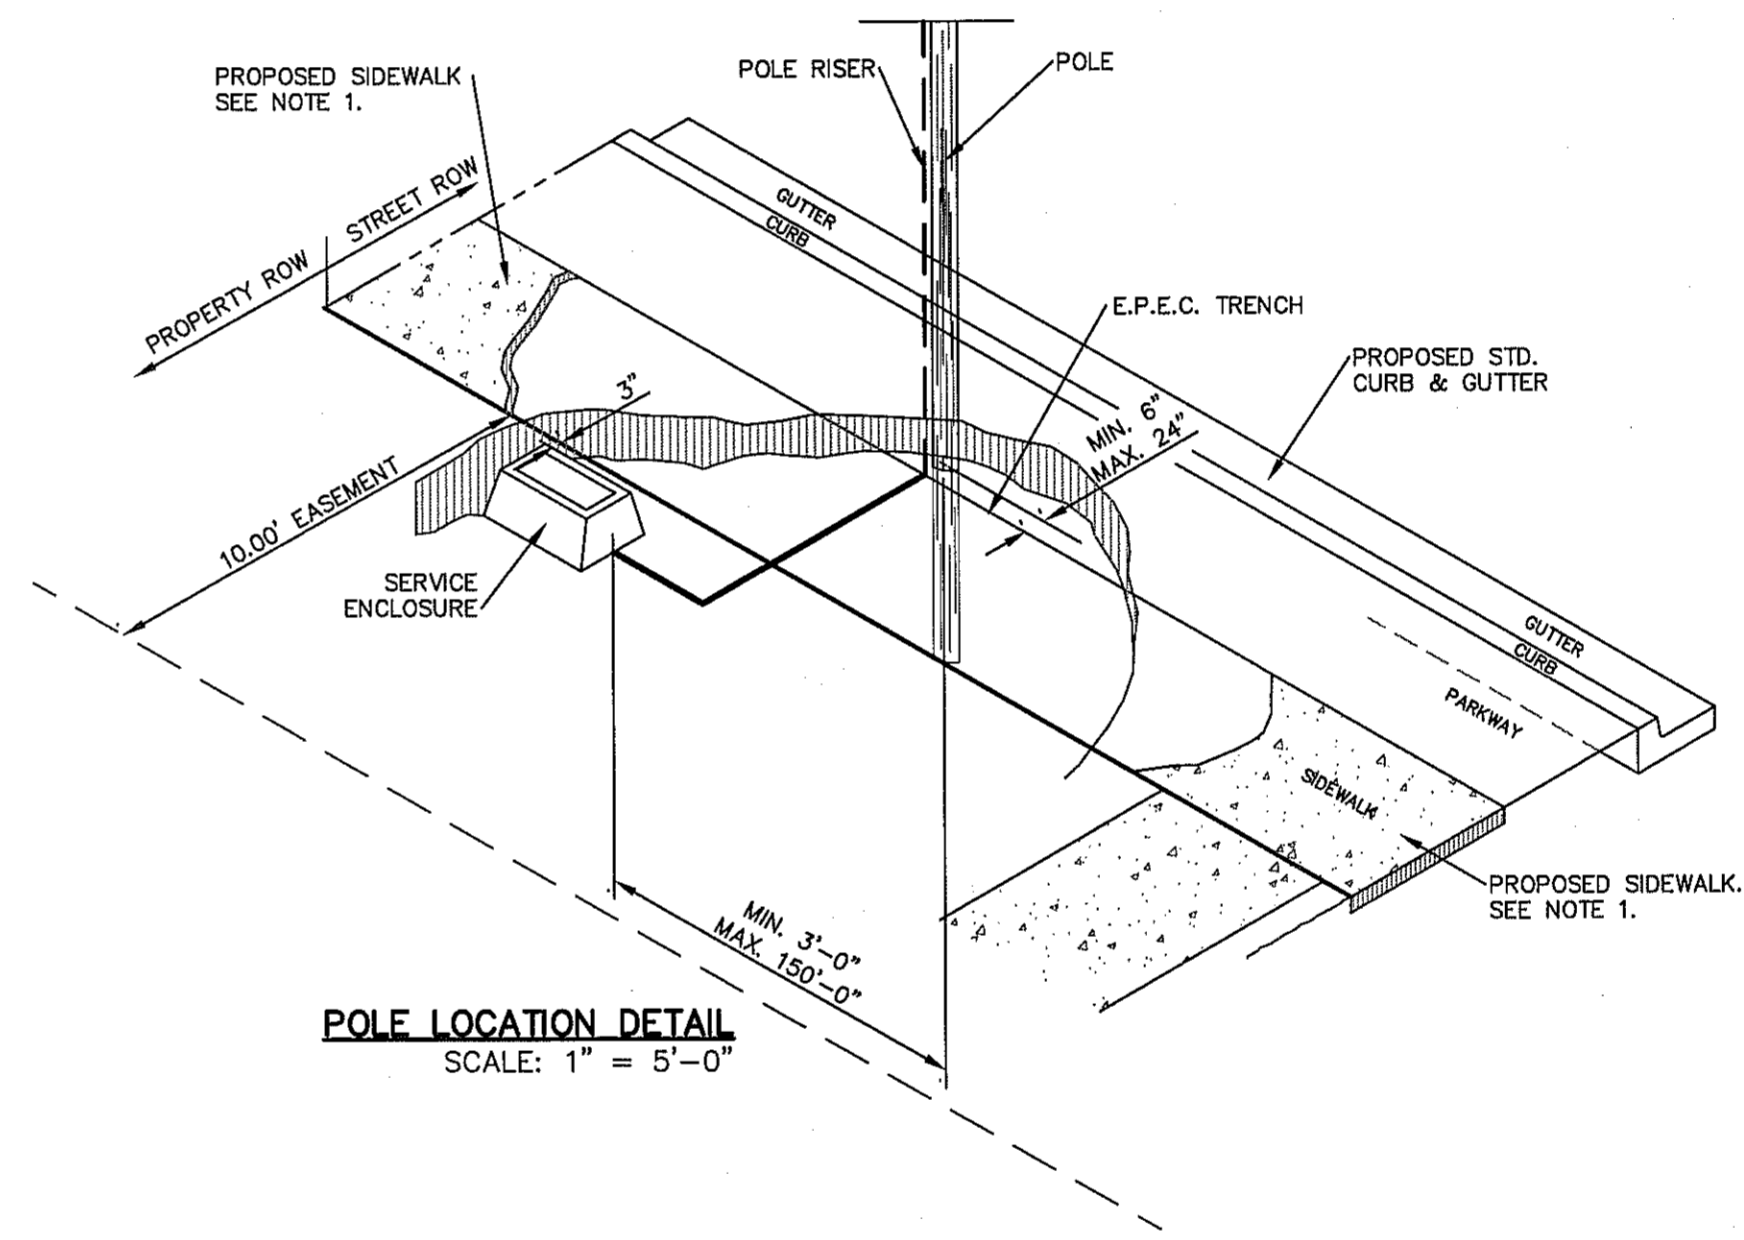 PROPOSED SIDEWALK
SEE NOTE 1.
POLE RISER
POLE
STREET ROW
PROPERTY ROW
GUTTER
CURB
E.P.E.C. TRENCH
PROPOSED STD.
CURB & GUTTER
3"
MIN. 6"
MAX. 24"
10.00' EASEMENT
SERVICE
ENCLOSURE
GUTTER
CURB
PARKWAY
SIDEWALK
PROPOSED SIDEWALK.
SEE NOTE 1.
MIN. 3'-0"
MAX. 150'-0"
POLE LOCATION DETAIL
SCALE: 1" = 5'-0"